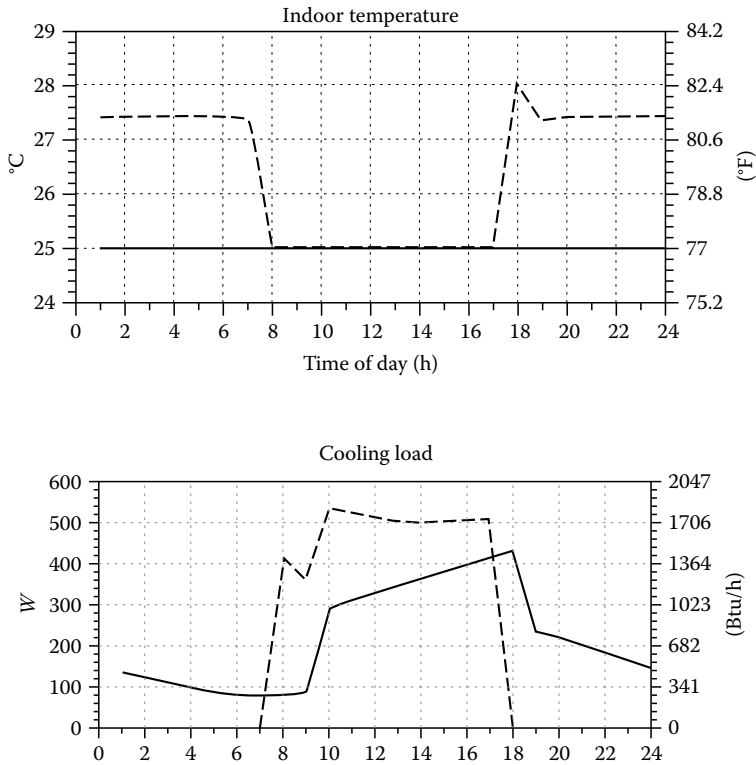 Indoor temperature
29
28
27
26
25
24
°C
84.2
82.4
80.6
78.8
77
75.2
(°F)
0 2 4 6 8 10 12 14 16 18 20 22 24
Time of day (h)
Cooling load
600
500
400
300
200
100
0
W
2047
1706
1364
1023
682
341
0
(Btu/h)
0 2 4 6 8 10 12 14 16 18 20 22 24